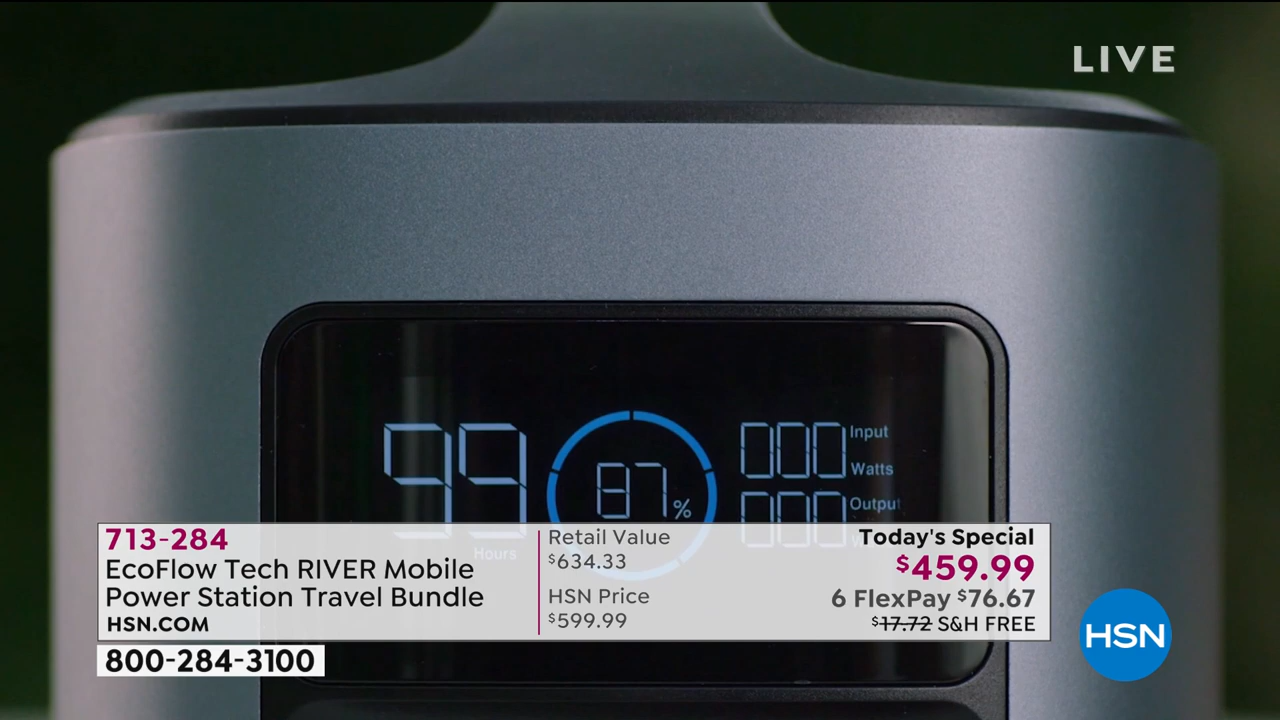 LIVE
99
Hours
87%
000 Input
Watts
000 Output
713-284
EcoFlow Tech RIVER Mobile
Power Station Travel Bundle
HSN.COM
800-284-3100
Retail Value
$634.33
HSN Price
$599.99
Today's Special
$459.99
6 FlexPay $76.67
$17.72 S&H FREE
HSN